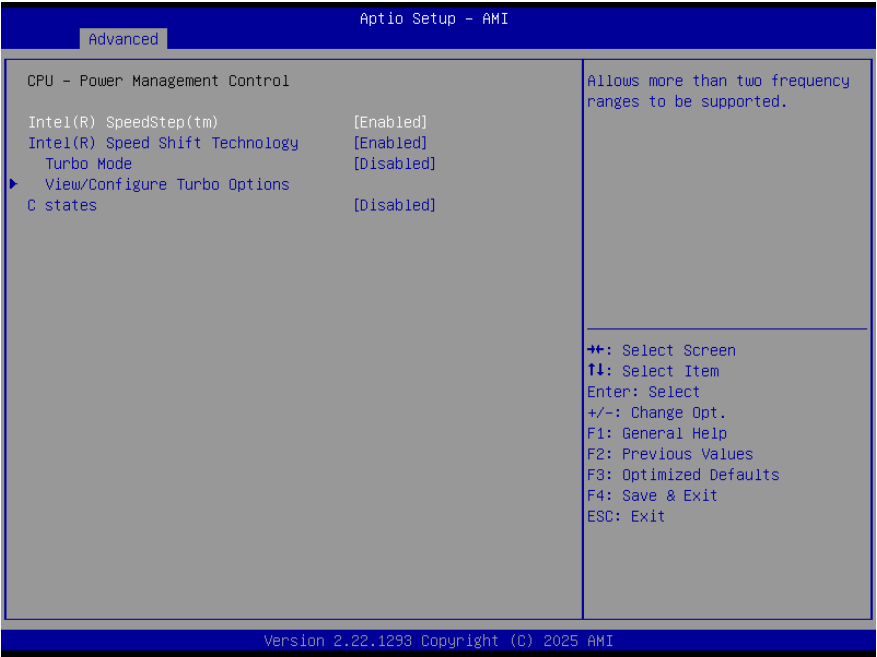 Aptio Setup – AMI
Advanced
CPU – Power Management Control
Intel(R) SpeedStep(tm) [Enabled]
Intel(R) Speed Shift Technology [Enabled]
Turbo Mode [Disabled]
View/Configure Turbo Options
C states [Disabled]
Allows more than two frequency
ranges to be supported.
→←: Select Screen
↑↓: Select Item
Enter: Select
+/-: Change Opt.
F1: General Help
F2: Previous Values
F3: Optimized Defaults
F4: Save & Exit
ESC: Exit
Version 2.22.1293 Copyright (C) 2025 AMI